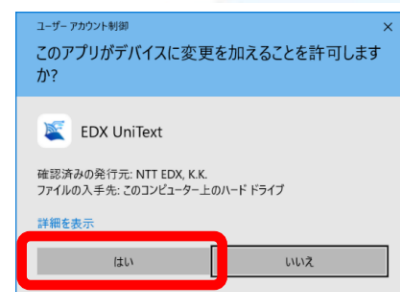 ユーザー アカウント制御
×
このアプリがデバイスに変更を加えることを許可します
か?
EDX UniText
確認済みの発行元: NTT EDX, K.K.
ファイルの入手先: このコンピューター上のハード ドライブ
詳細を表示
はい
いいえ